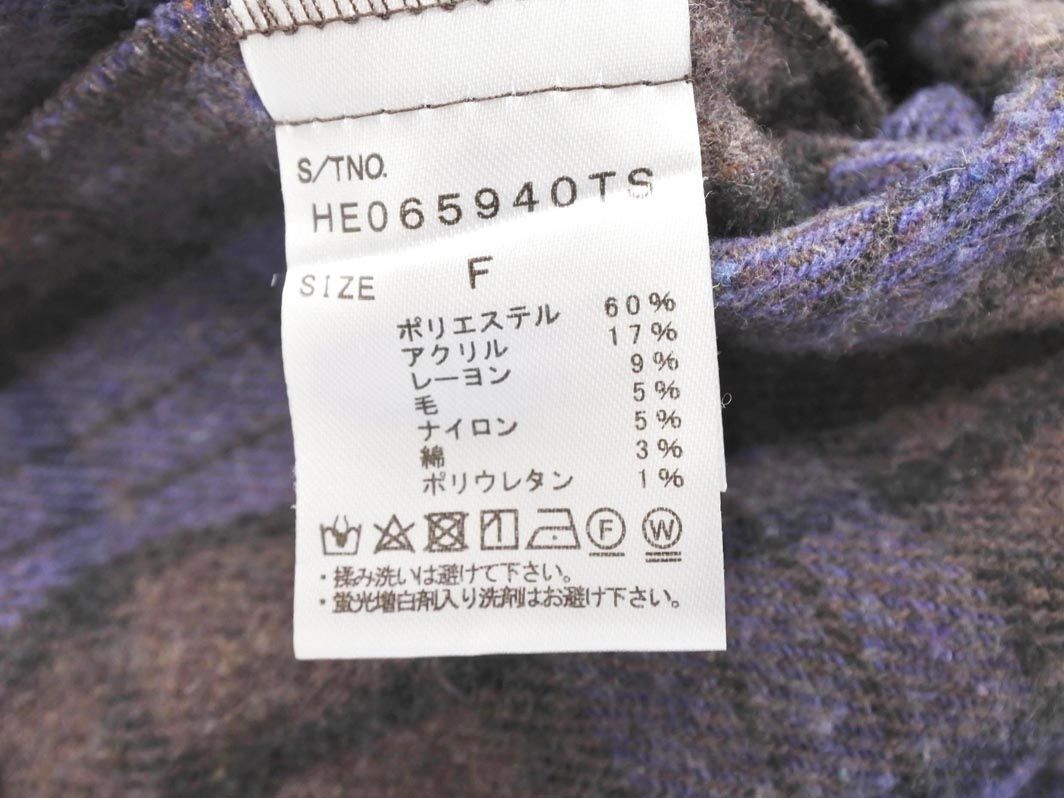 S/TNO.
HE065940TS
SIZE F
ポリエステル 60%
アクリル 17%
レーヨン 9%
毛 5%
ナイロン 5%
綿 3%
ポリウレタン 1%
F W
・揉み洗いは避けて下さい。
・蛍光増白剤入り洗剤はお避け下さい。